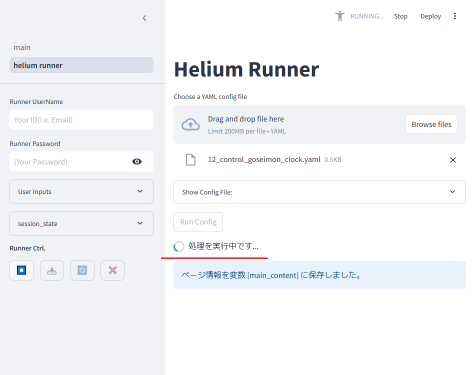 RUNNING...
Stop
Deploy
main
helium runner
Runner UserName
Your ID(i.e. Email)
Runner Password
(Your Password)
User Inputs
session_state
Runner Ctrl.
Helium Runner
Choose a YAML config file
Drag and drop file here
Limit 200MB per file • YAML
Browse files
12_control_goseimon_clock.yaml 0.5KB
Show Config File:
Run Config
処理を実行中です...
ページ情報を変数 [main_content] に保存しました。